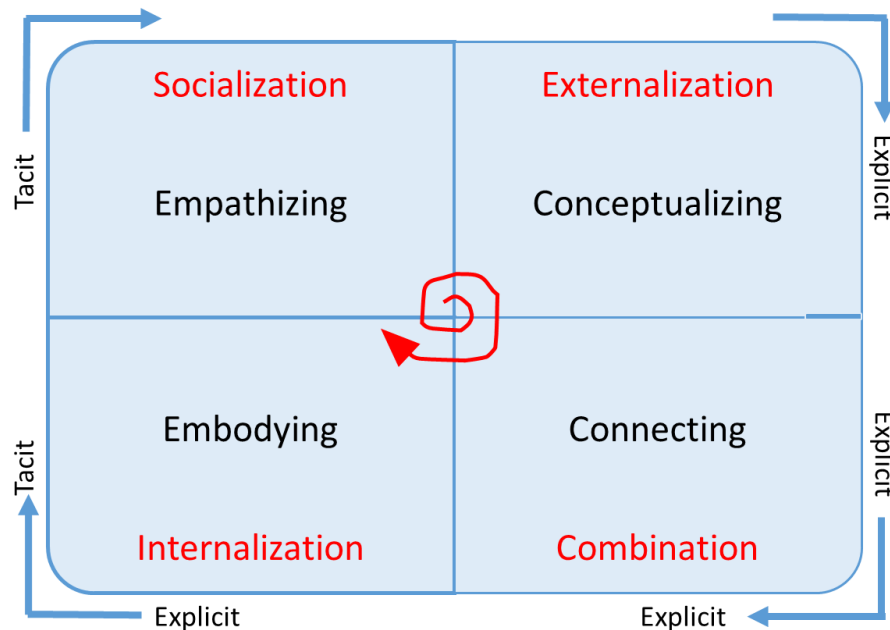 Socialization
Externalization
Tacit
Explicit
Empathizing
Conceptualizing
Embodying
Connecting
Tacit
Explicit
Internalization
Combination
Explicit
Explicit